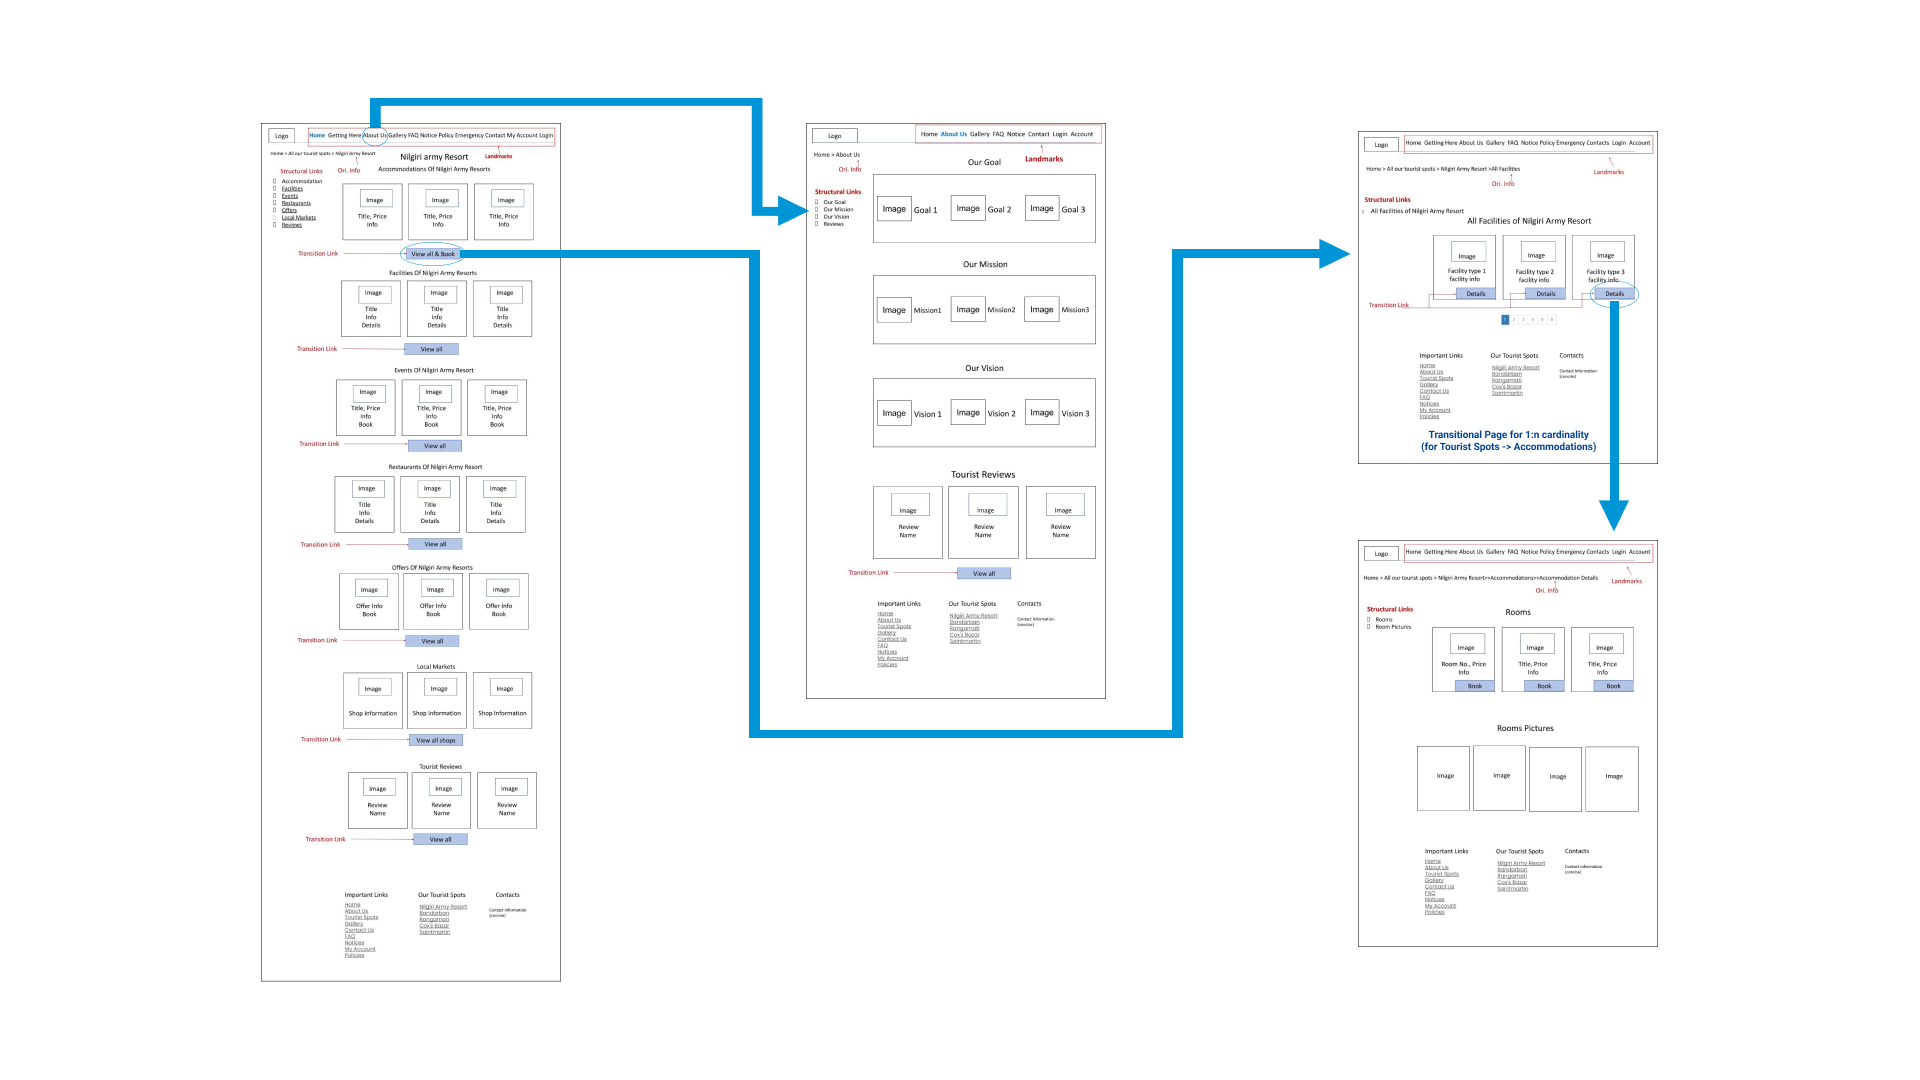 Logo
Home Getting Here About Us Gallery FAQ Notice Policy Emergency Contact My Account Login
Home > All our tourist spots > Nilgiri Army Resort
Nilgiri army Resort
Landmarks
Structural Links
Ori. Info
Accommodations Of Nilgiri Army Resorts
Accommodation
Facilities
Events
Restaurants
Offers
Local Markets
Reviews
Image Image Image
Title, Price Title, Price Title, Price
Info Info Info
Transition Link
View all & Book
Facilities Of Nilgiri Army Resorts
Image Image Image
Title Title Title
Info Info Info
Details Details Details
Transition Link
View all
Events Of Nilgiri Army Resort
Image Image Image
Title, Price Title, Price Title, Price
Info Info Info
Book Book Book
Transition Link
View all
Restaurants Of Nilgiri Army Resort
Image Image Image
Title Title Title
Info Info Info
Details Details Details
Transition Link
View all
Offers Of Nilgiri Army Resorts
Image Image Image
Offer Info Offer Info Offer Info
Book Book Book
Transition Link
View all
Local Markets
Image Image Image
Shop Information Shop Information Shop Information
Transition Link
View all shops
Tourist Reviews
Image Image Image
Review Review Review
Name Name Name
Transition Link
View all
Important Links
Home
About Us
Tourist Spots
Gallery
Contact Us
FAQ
Notices
My Account
Policies
Our Tourist Spots
Nilgiri Army Resort
Bandarban
Rangamati
Cox's Bazar
Saintmartin
Contacts
Contact Information
(concise)
Logo
Home About Us Gallery FAQ Notice Contact Login Account
Home > About Us
Ori. Info
Our Goal
Landmarks
Structural Links
Our Goal
Our Mission
Our Vision
Reviews
Image Goal 1 Image Goal 2 Image Goal 3
Our Mission
Image Mission1 Image Mission2 Image Mission3
Our Vision
Image Vision 1 Image Vision 2 Image Vision 3
Tourist Reviews
Image Image Image
Review Review Review
Name Name Name
Transition Link
View all
Important Links
Home
About Us
Tourist Spots
Gallery
Contact Us
FAQ
Notices
My Account
Policies
Our Tourist Spots
Nilgiri Army Resort
Bandarban
Rangamati
Cox's Bazar
Saintmartin
Contacts
Contact Information
(concise)
Logo
Home Getting Here About Us Gallery FAQ Notice Policy Emergency Contacts Login Account
Home > All our tourist spots > Nilgiri Army Resort >All Facilities
Landmarks
Ori. Info
Structural Links
All Facilities of Nilgiri Army Resort
All Facilities of Nilgiri Army Resort
Image Image Image
Facility type 1 Facility type 2 Facility type 3
facility info facility info facility info
Details Details Details
Transition Link
1 2 3 4 5 6
Important Links
Home
About Us
Tourist Spots
Gallery
Contact Us
FAQ
Notices
My Account
Policies
Our Tourist Spots
Nilgiri Army Resort
Bandarban
Rangamati
Cox's Bazar
Saintmartin
Contacts
Contact Information
(concise)
Transitional Page for 1:n cardinality
(for Tourist Spots -> Accommodations)
Logo
Home Getting Here About Us Gallery FAQ Notice Policy Emergency Contacts Login Account
Home > All our tourist spots > Nilgiri Army Resort>>Accommodations>>Accommodation Details
Landmarks
Ori. Info
Structural Links
Rooms
Room Pictures
Rooms
Image Image Image
Room No., Price Title, Price Title, Price
Info Info Info
Book Book Book
Rooms Pictures
Image Image Image Image
Important Links
Home
About Us
Tourist Spots
Gallery
Contact Us
FAQ
Notices
My Account
Policies
Our Tourist Spots
Nilgiri Army Resort
Bandarban
Rangamati
Cox's Bazar
Saintmartin
Contacts
Contact Information
(concise)